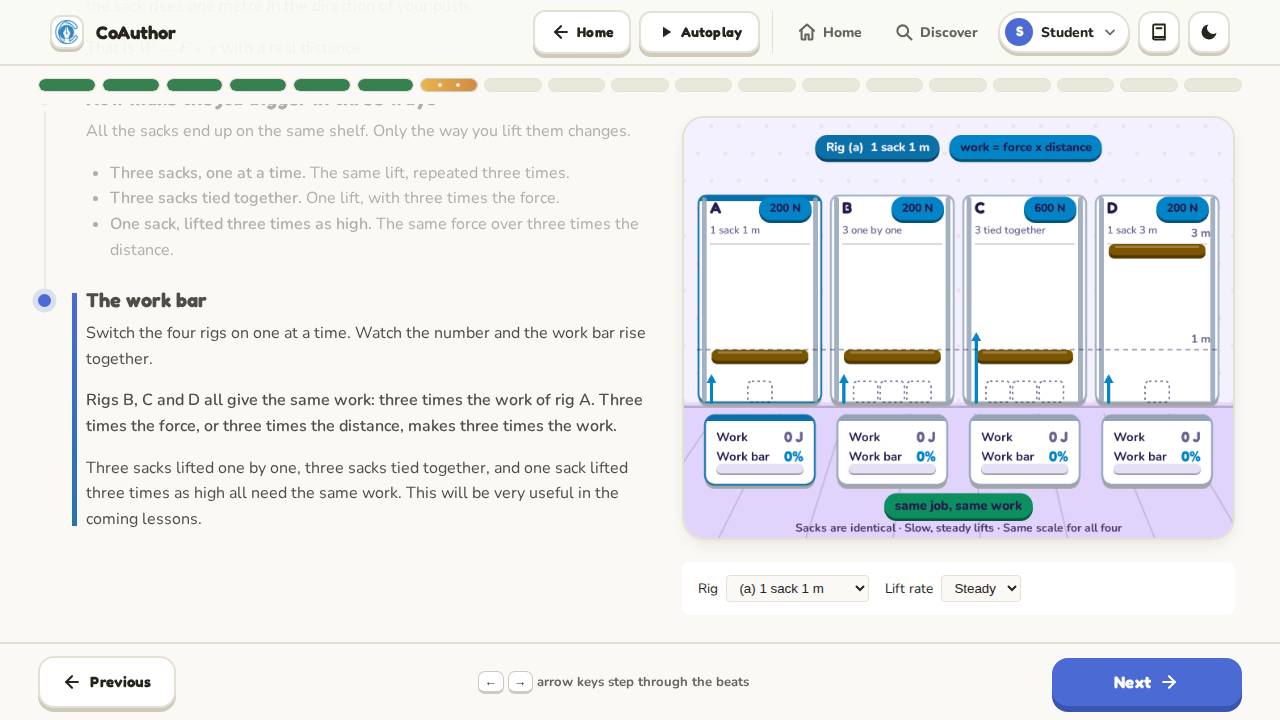 the sack rises one metre in the direction of your push.
CoAuthor
Home
Autoplay
Home
Discover
S
Student
All the sacks end up on the same shelf. Only the way you lift them changes.
Three sacks, one at a time. The same lift, repeated three times.
Three sacks tied together. One lift, with three times the force.
One sack, lifted three times as high. The same force over three times the
distance.
The work bar
Switch the four rigs on one at a time. Watch the number and the work bar rise
together.
Rigs B, C and D all give the same work: three times the work of rig A. Three
times the force, or three times the distance, makes three times the work.
Three sacks lifted one by one, three sacks tied together, and one sack lifted
three times as high all need the same work. This will be very useful in the
coming lessons.
Rig (a) 1 sack 1 m
work = force x distance
A
200 N
1 sack 1 m
B
200 N
3 one by one
C
600 N
3 tied together
D
200 N
1 sack 3 m
3 m
1 m
Work 0 J
Work bar 0%
Work 0 J
Work bar 0%
Work 0 J
Work bar 0%
Work 0 J
Work bar 0%
same job, same work
Sacks are identical · Slow, steady lifts · Same scale for all four
Rig
(a) 1 sack 1 m
Lift rate
Steady
Previous
← → arrow keys step through the beats
Next